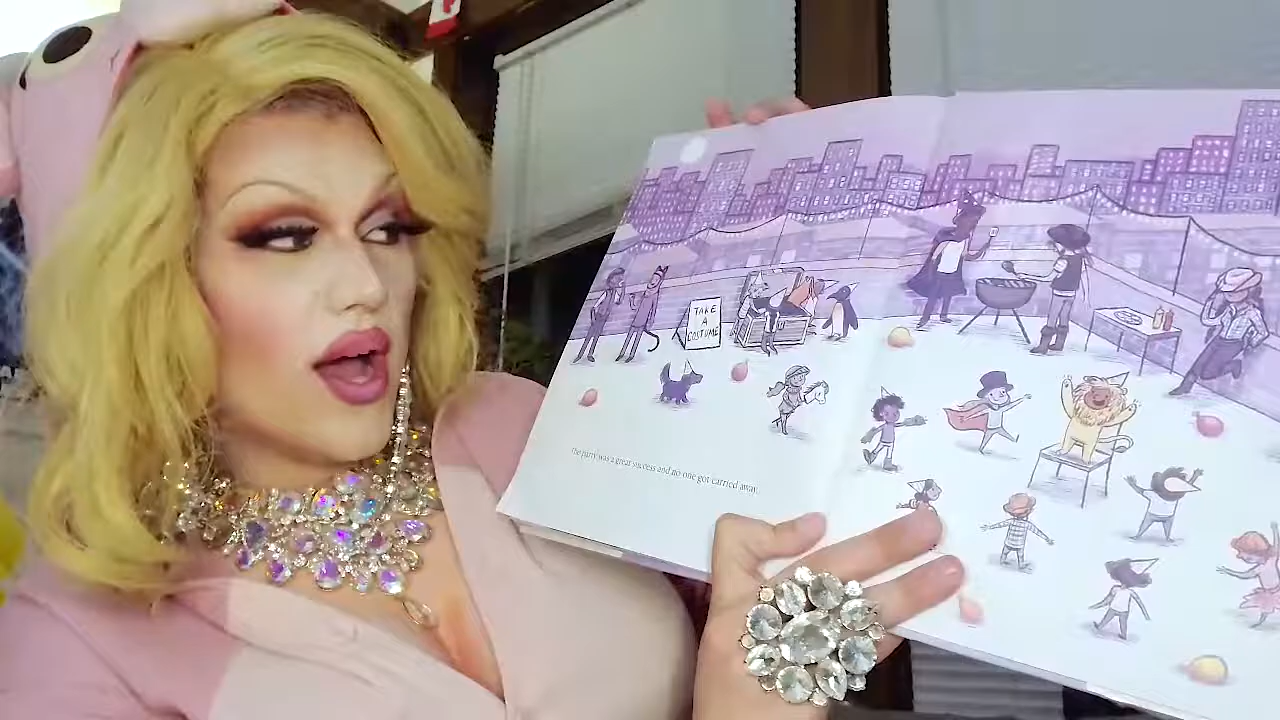 TAKE
A
COSTUME
The party was a great success and no one got carried away.